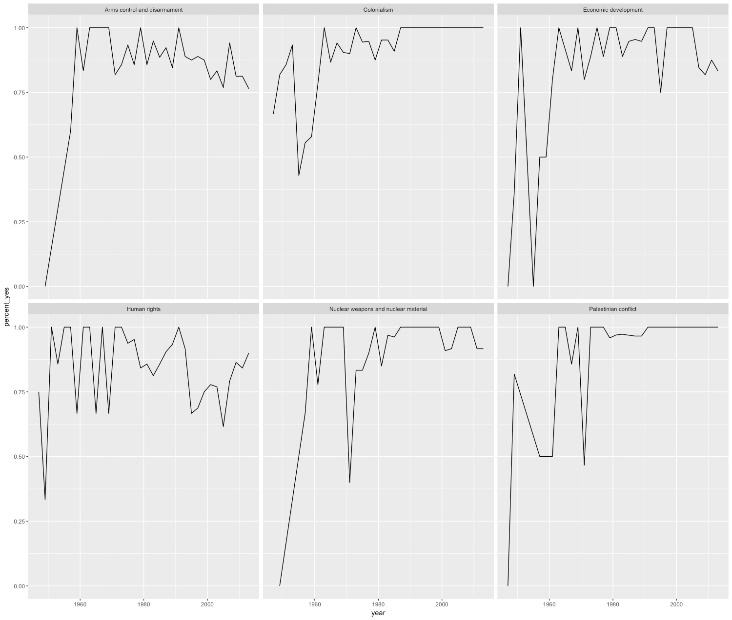 Arms control and disarmament Colonialism Economic development
1.00
0.75
0.50
0.25
0.00
percent_yes
Human rights Nuclear weapons and nuclear material Palestinian conflict
1.00
0.75
0.50
0.25
0.00
1960 1980 2000 1960 1980 2000 1960 1980 2000
year